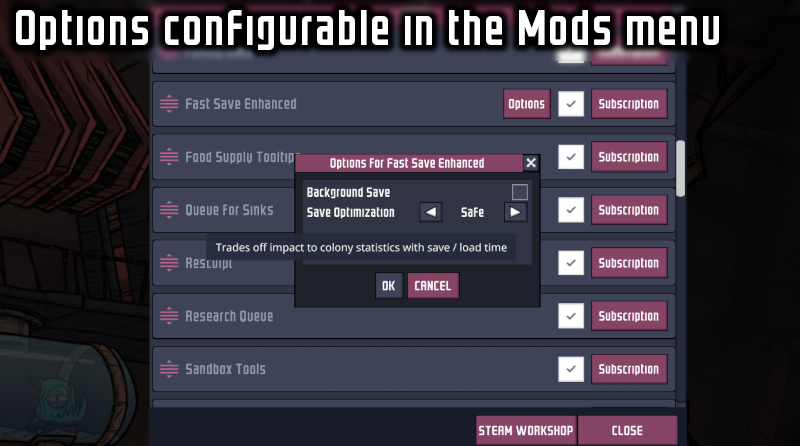 Options configurable in the Mods menu
Fast Save Enhanced Options Subscription
Food Supply Tooltips Subscription
Options For Fast Save Enhanced
Background Save
Save Optimization Safe
Queue For Sinks Subscription
Trades off impact to colony statistics with save / load time
Resculpt Subscription
OK CANCEL
Research Queue Subscription
Sandbox Tools Subscription
STEAM WORKSHOP CLOSE